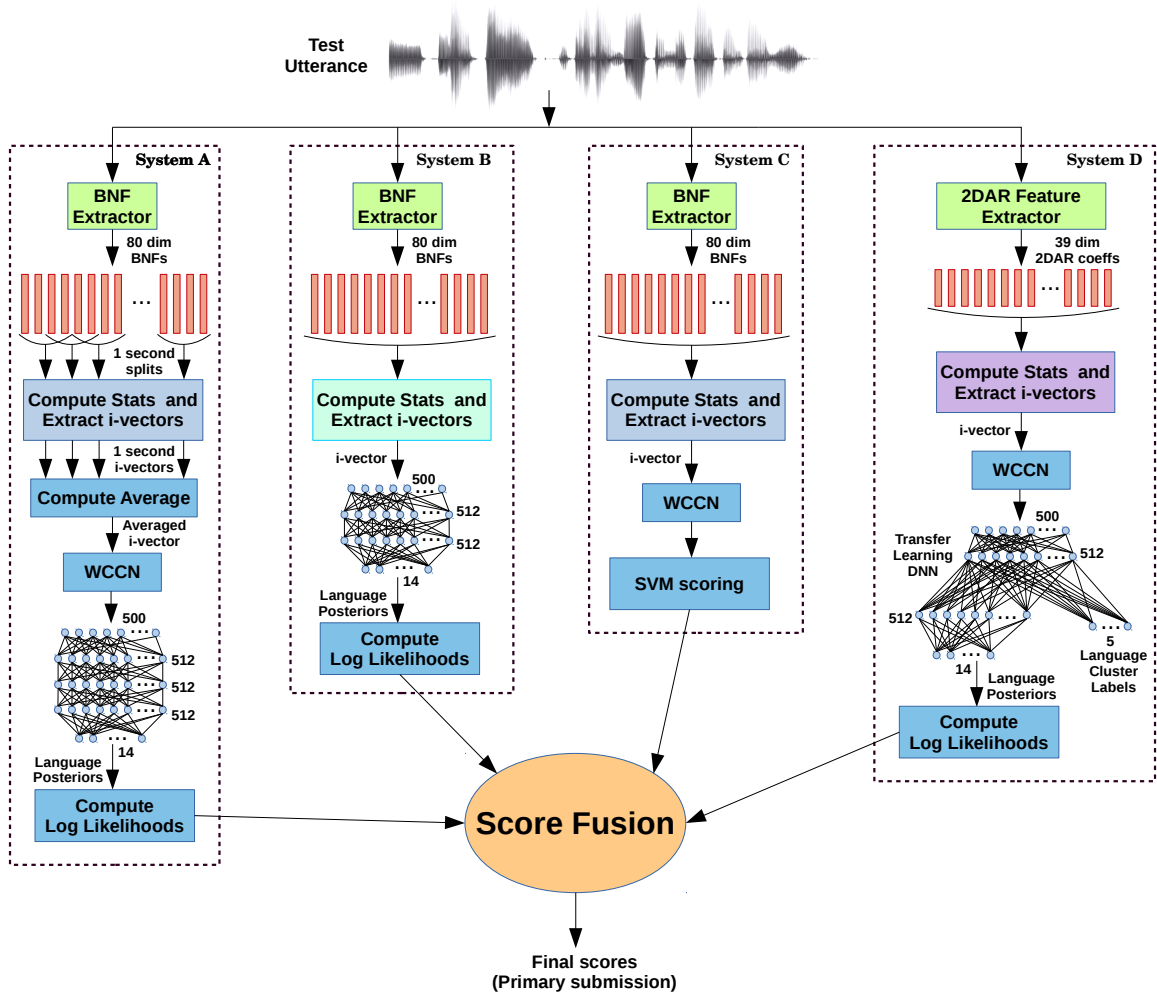 Test
Utterance
System A
BNF
Extractor
80 dim
BNFs
...
1 second
splits
Compute Stats and
Extract i-vectors
1 second
i-vectors
Compute Average
Averaged
i-vector
WCCN
500
...
512
...
512
...
512
...
...
14
Language
Posteriors
Compute
Log Likelihoods
System B
BNF
Extractor
80 dim
BNFs
...
Compute Stats and
Extract i-vectors
i-vector
500
...
512
...
512
...
...
14
Language
Posteriors
Compute
Log Likelihoods
System C
BNF
Extractor
80 dim
BNFs
...
Compute Stats and
Extract i-vectors
i-vector
WCCN
SVM scoring
System D
2DAR Feature
Extractor
39 dim
2DAR coeffs
...
Compute Stats and
Extract i-vectors
i-vector
WCCN
500
...
Transfer
Learning
DNN
512
...
512
...
...
14
...
5
Language
Cluster
Labels
Language
Posteriors
Compute
Log Likelihoods
Score Fusion
Final scores
(Primary submission)